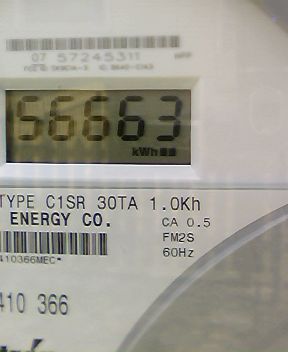 07 57245311
56663
kWh
TYPE C1SR 30TA 1.0Kh
ENERGY CO. CA 0.5
FM2S
60Hz
410366MEC*
410 366